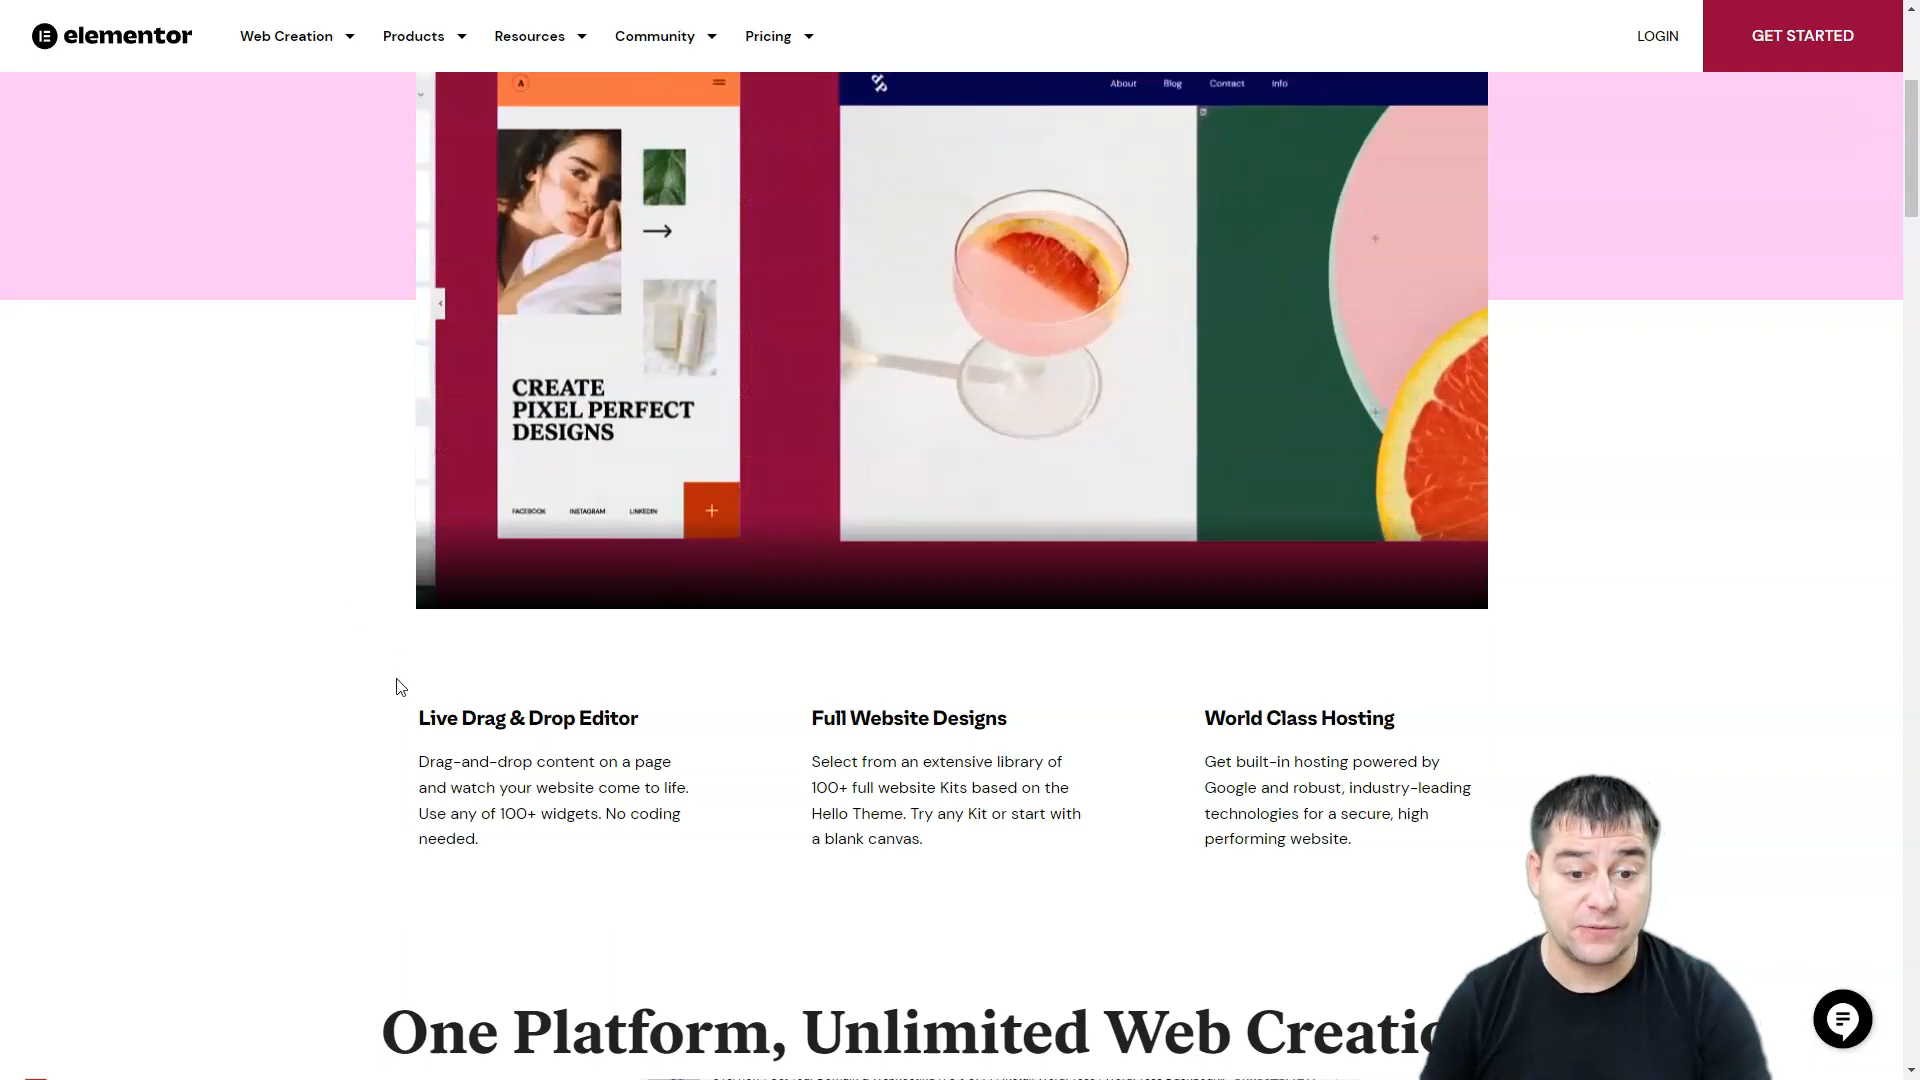 elementor
Web Creation
Products
Resources
Community
Pricing
LOGIN
GET STARTED
A
About
Blog
Contact
Info
CREATE
PIXEL PERFECT
DESIGNS
FACEBOOK
INSTAGRAM
LINKEDIN
Live Drag & Drop Editor
Drag-and-drop content on a page
and watch your website come to life.
Use any of 100+ widgets. No coding
needed.
Full Website Designs
Select from an extensive library of
100+ full website Kits based on the
Hello Theme. Try any Kit or start with
a blank canvas.
World Class Hosting
Get built-in hosting powered by
Google and robust, industry-leading
technologies for a secure, high
performing website.
One Platform, Unlimited Web Creatio